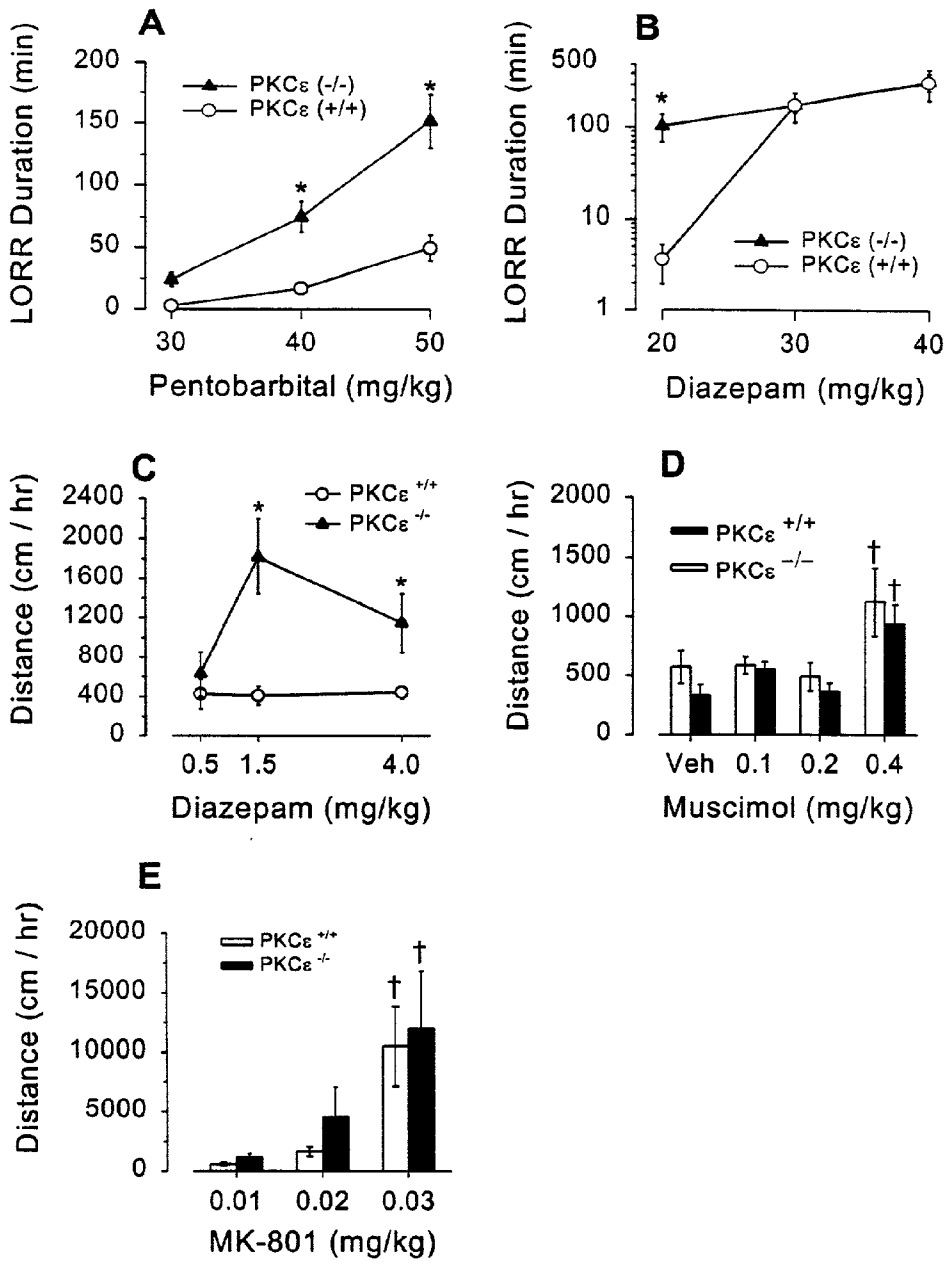 A
LORR Duration (min)
200
150
100
50
0
PKCε (-/-)
PKCε (+/+)
*
*
30
40
50
Pentobarbital (mg/kg)
B
LORR Duration (min)
500
100
10
1
*
PKCε (-/-)
PKCε (+/+)
20
30
40
Diazepam (mg/kg)
C
Distance (cm / hr)
2400
2000
1600
1200
800
400
0
PKCε +/+
PKCε -/-
*
*
0.5
1.5
4.0
Diazepam (mg/kg)
D
Distance (cm / hr)
2000
1500
1000
500
0
PKCε +/+
PKCε −/−
†
†
Veh
0.1
0.2
0.4
Muscimol (mg/kg)
E
Distance (cm / hr)
20000
15000
10000
5000
0
PKCε +/+
PKCε -/-
†
†
0.01
0.02
0.03
MK-801 (mg/kg)